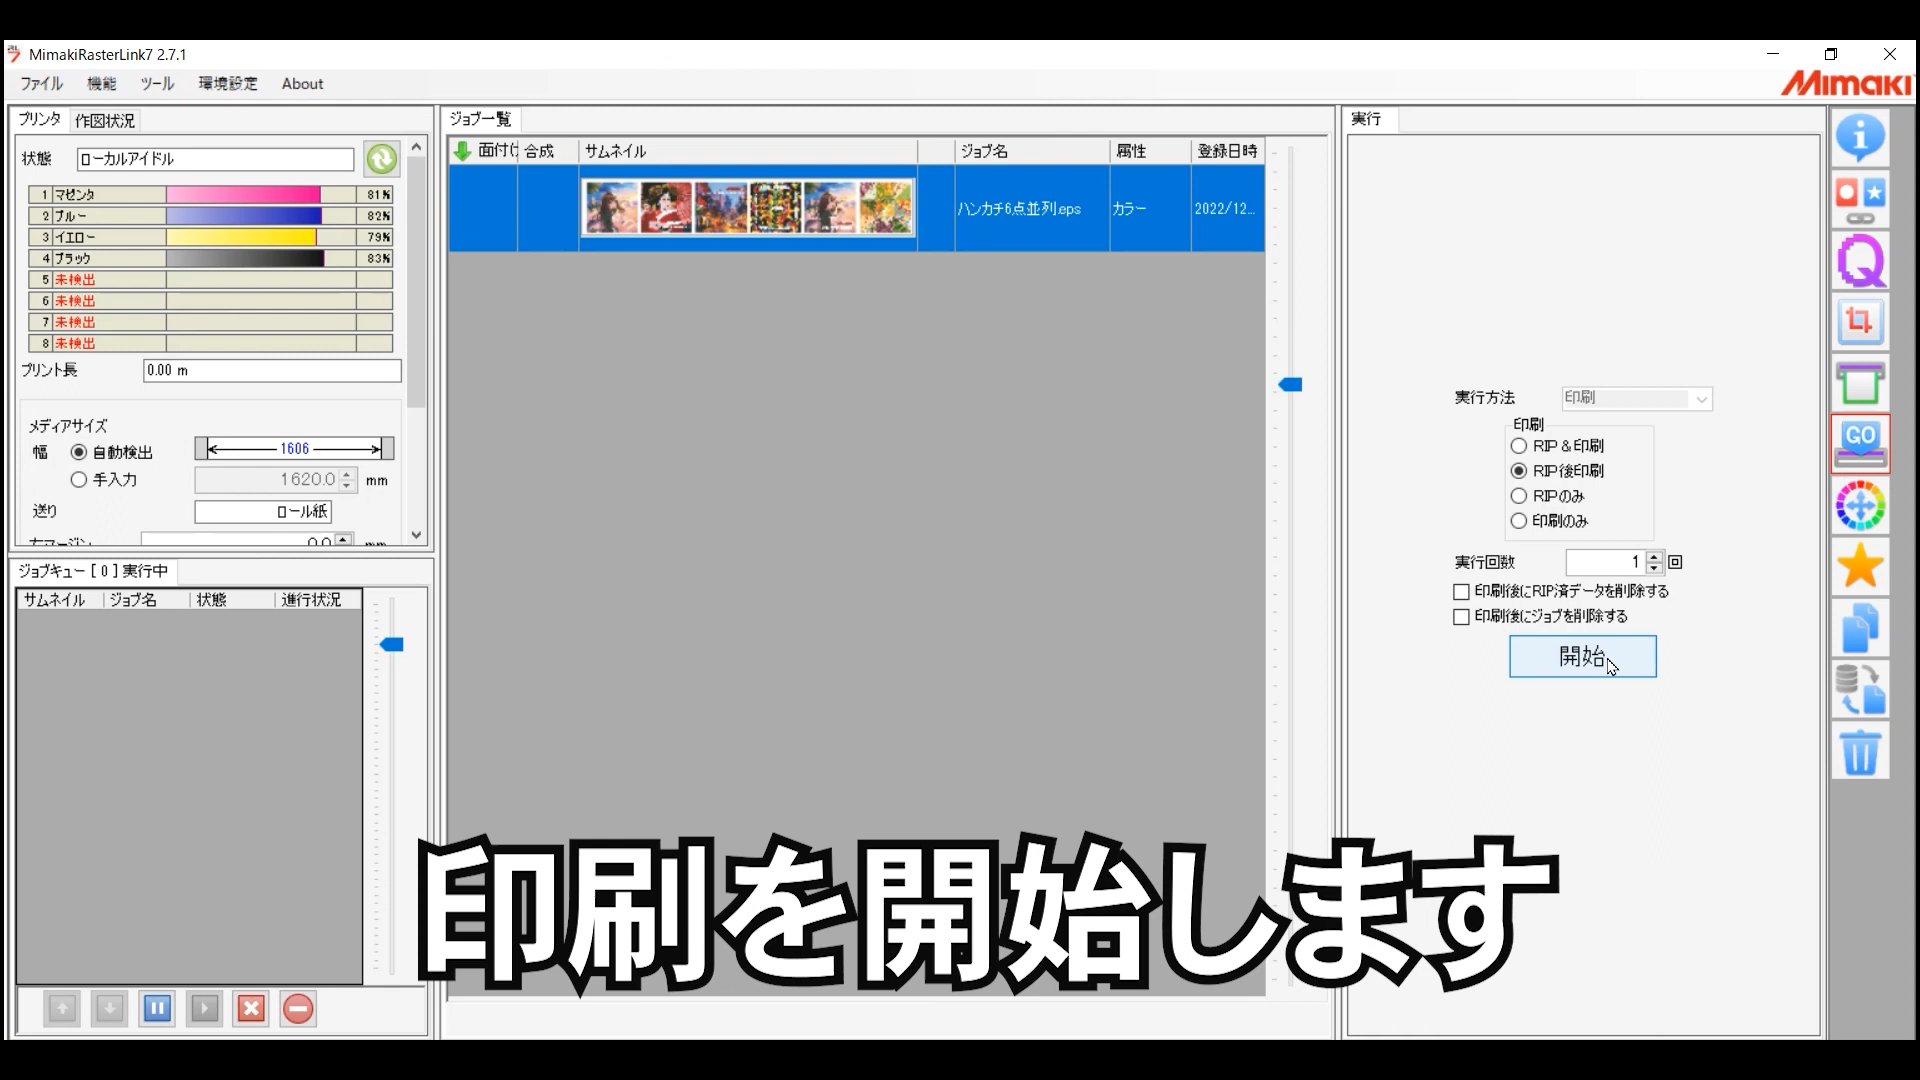 MimakiRasterLink7 2.7.1
ファイル 機能 ツール 環境設定 About
Mimaki
プリンタ 作図状況
状態 ローカルアイドル
1 マゼンタ 81%
2 ブルー 82%
3 イエロー 79%
4 ブラック 83%
5 未検出
6 未検出
7 未検出
8 未検出
プリント長 0.00 m
メディアサイズ
幅 自動検出 1606
手入力 1620.0 mm
送り ロール紙
右マージン 0.0 mm
ジョブキュー [ 0 ] 実行中
サムネイル ジョブ名 状態 進行状況
ジョブ一覧
面付け 合成 サムネイル ジョブ名 属性 登録日時
ハンカチ6点並列.eps カラー 2022/12...
実行
実行方法 印刷
印刷
RIP & 印刷
RIP後印刷
RIPのみ
印刷のみ
実行回数 1 回
印刷後にRIP済データを削除する
印刷後にジョブを削除する
開始
GO
印刷を開始します